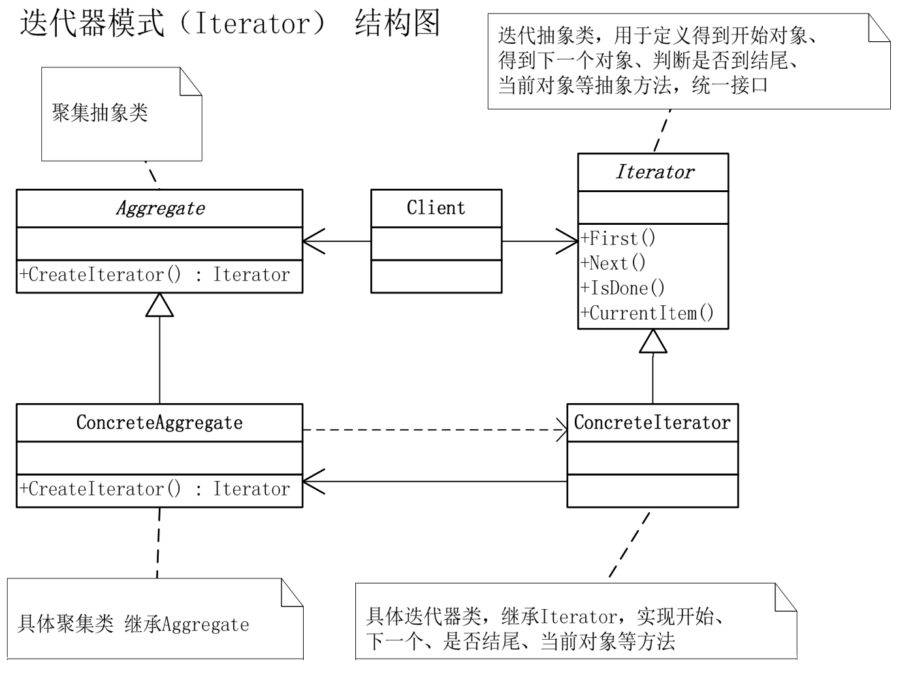 迭代器模式（Iterator） 结构图
迭代抽象类，用于定义得到开始对象、
得到下一个对象、判断是否到结尾、
当前对象等抽象方法，统一接口
聚集抽象类
Aggregate
+CreateIterator() : Iterator
Client
Iterator
+First()
+Next()
+IsDone()
+CurrentItem()
ConcreteAggregate
+CreateIterator() : Iterator
ConcreteIterator
具体聚集类 继承Aggregate
具体迭代器类，继承Iterator，实现开始、
下一个、是否结尾、当前对象等方法